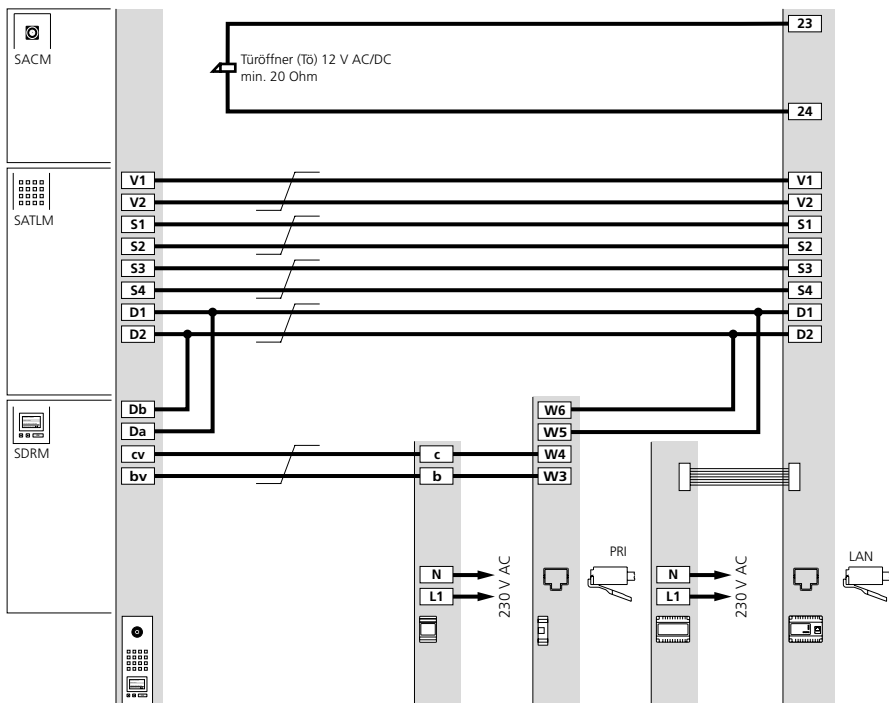 23
SACM
Türöffner (Tö) 12 V AC/DC
min. 20 Ohm
24
V1 V1
V2 V2
SATLM
S1 S1
S2 S2
S3 S3
S4 S4
D1 D1
D2 D2
Db W6
Da W5
SDRM
cv c W4
bv b W3
PRI
LAN
N 230 V AC N 230 V AC
L1 L1